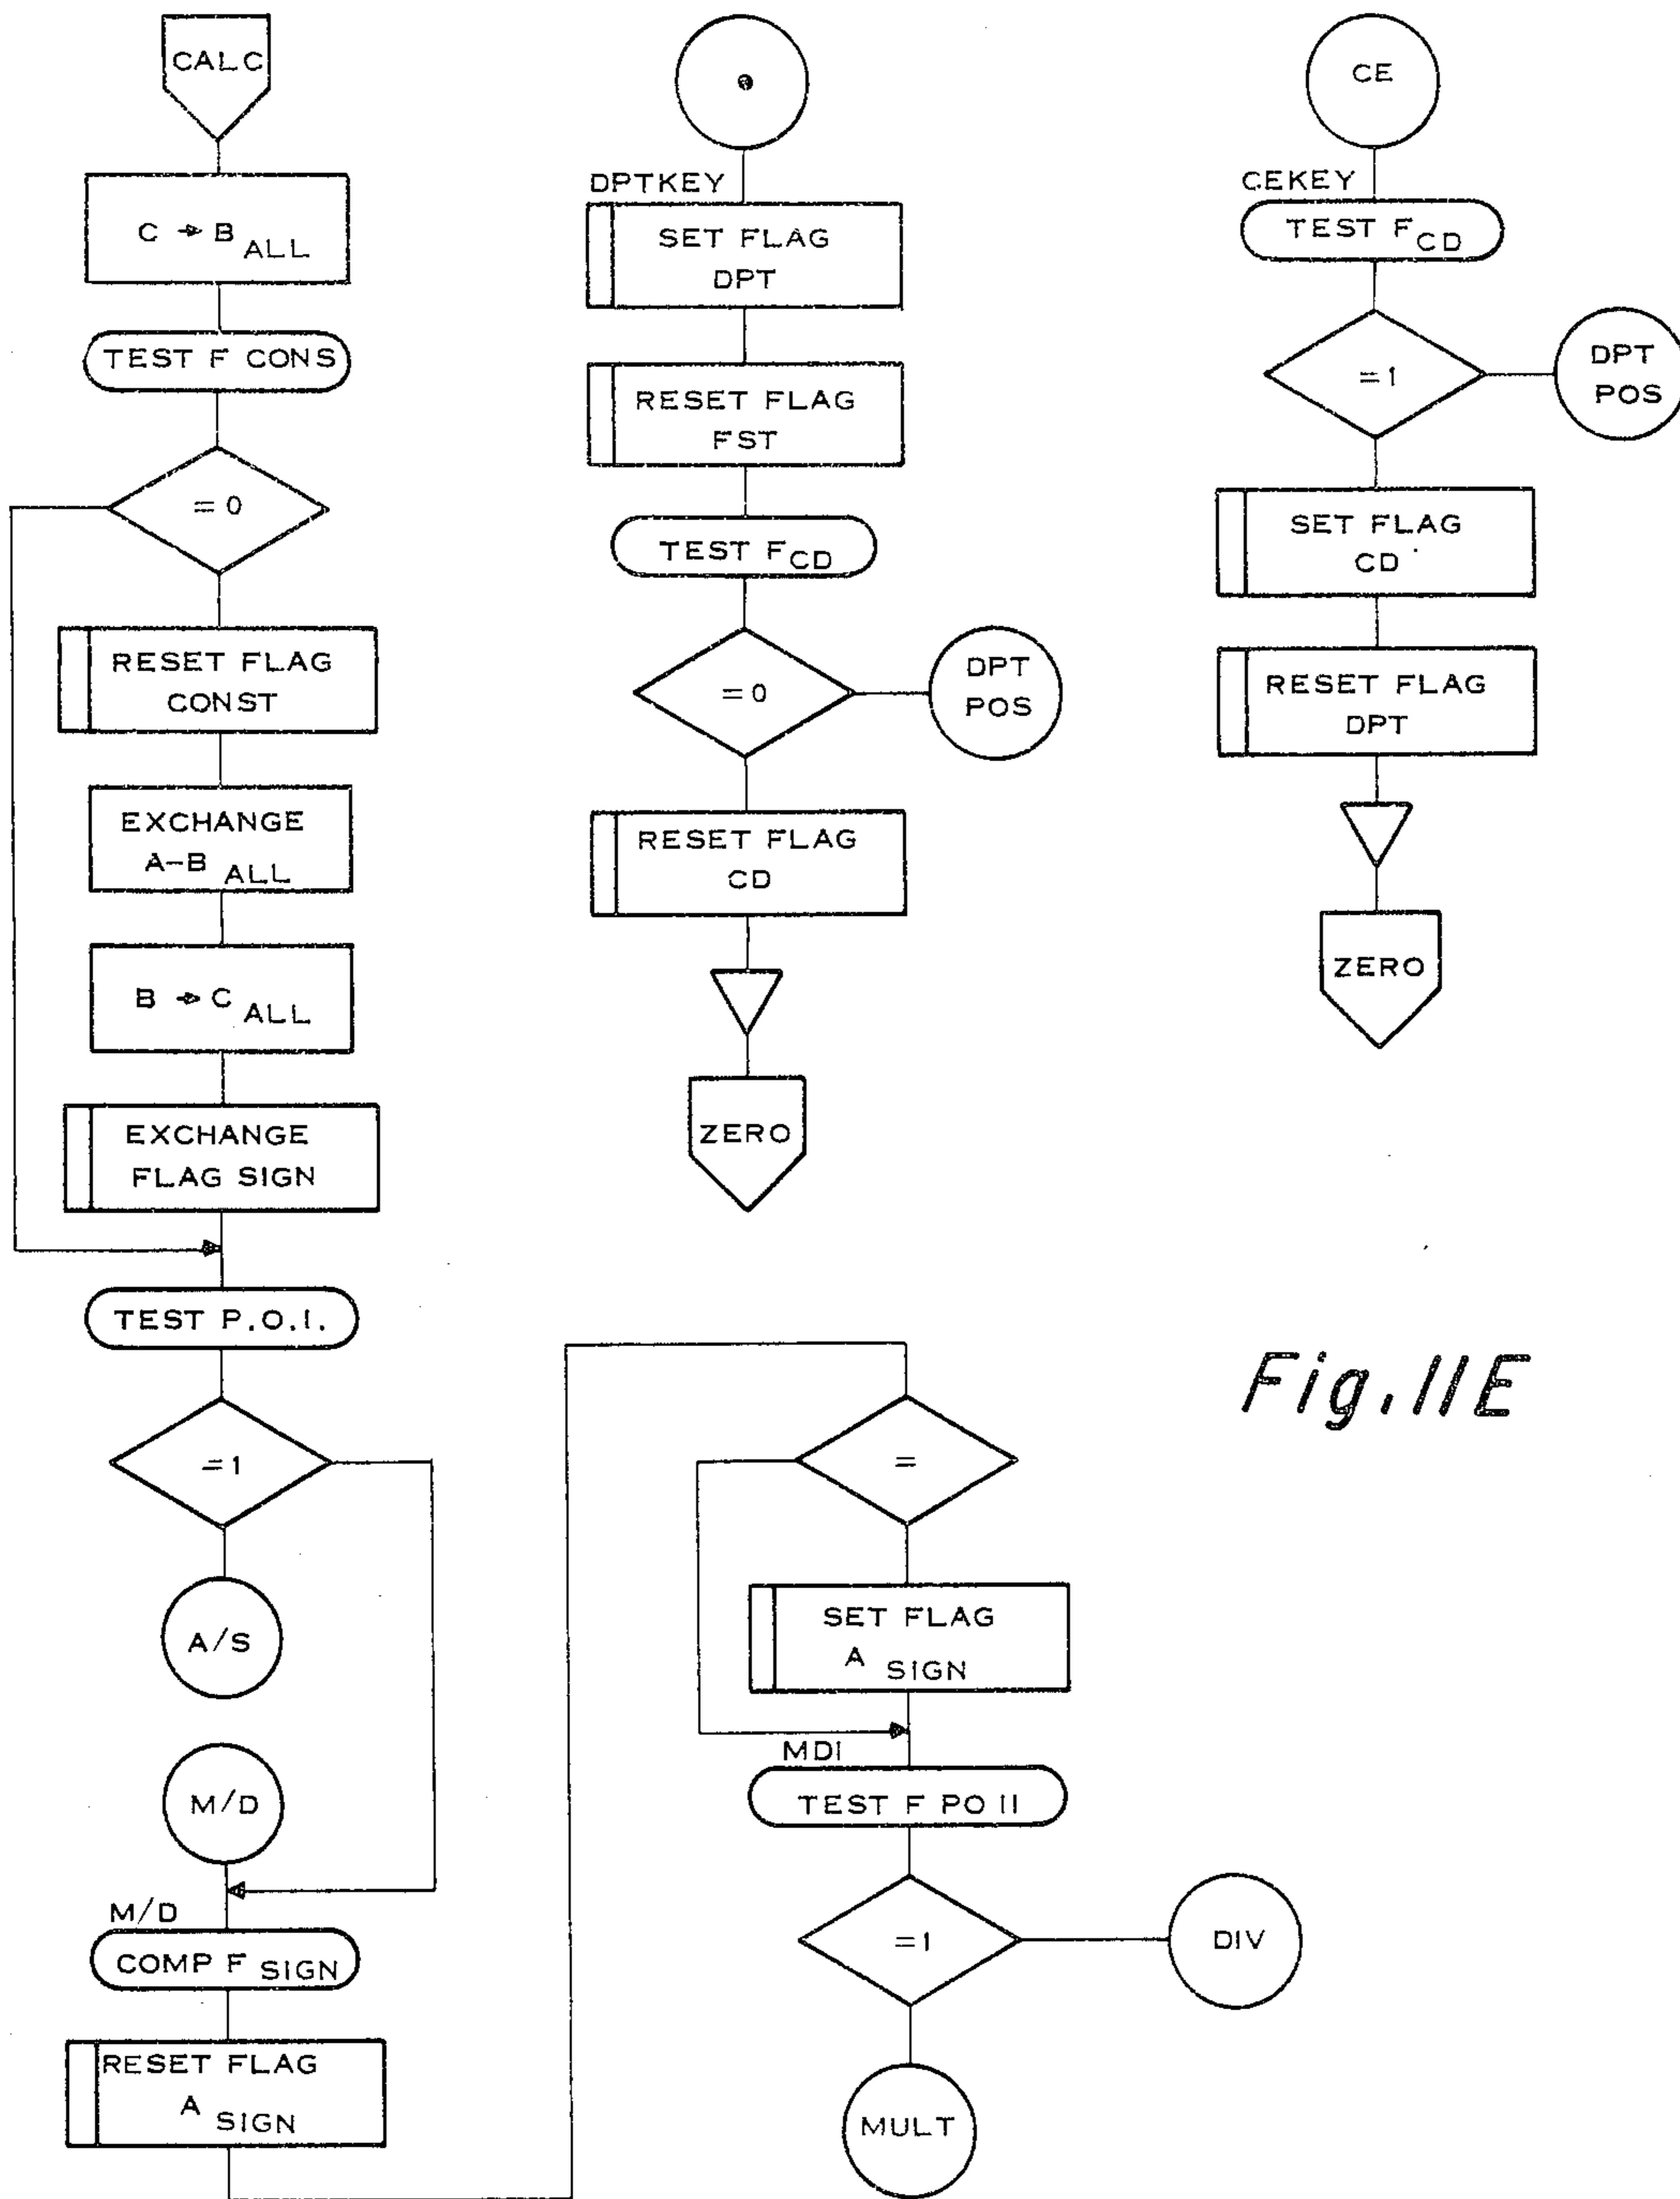 CALC
C → B ALL
TEST F CONS
= 0
RESET FLAG
CONST
EXCHANGE
A-B ALL
B → C ALL
EXCHANGE
FLAG SIGN
TEST P.O.I.
=1
A/S
M/D
M/D
COMP F SIGN
RESET FLAG
A SIGN
DPTKEY
SET FLAG
DPT
RESET FLAG
FST
TEST FCD
=0
DPT
POS
RESET FLAG
CD
ZERO
CE
CEKEY
TEST FCD
=1
DPT
POS
SET FLAG
CD
RESET FLAG
DPT
ZERO
=
SET FLAG
A SIGN
MDI
TEST F PO II
=1
DIV
MULT
Fig. 11E